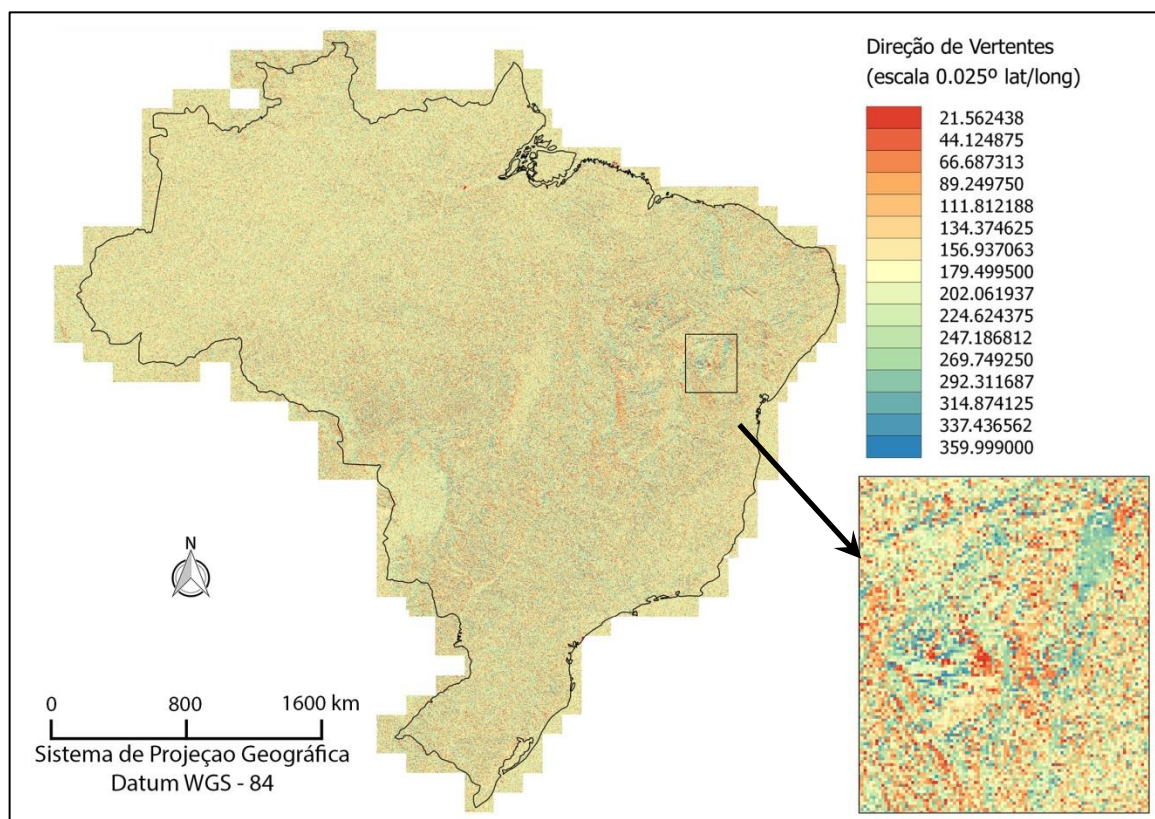 Direção de Vertentes
(escala 0.025º lat/long)
21.562438
44.124875
66.687313
89.249750
111.812188
134.374625
156.937063
179.499500
202.061937
224.624375
247.186812
269.749250
292.311687
314.874125
337.436562
359.999000
N
0 800 1600 km
Sistema de Projeçao Geográfica
Datum WGS - 84